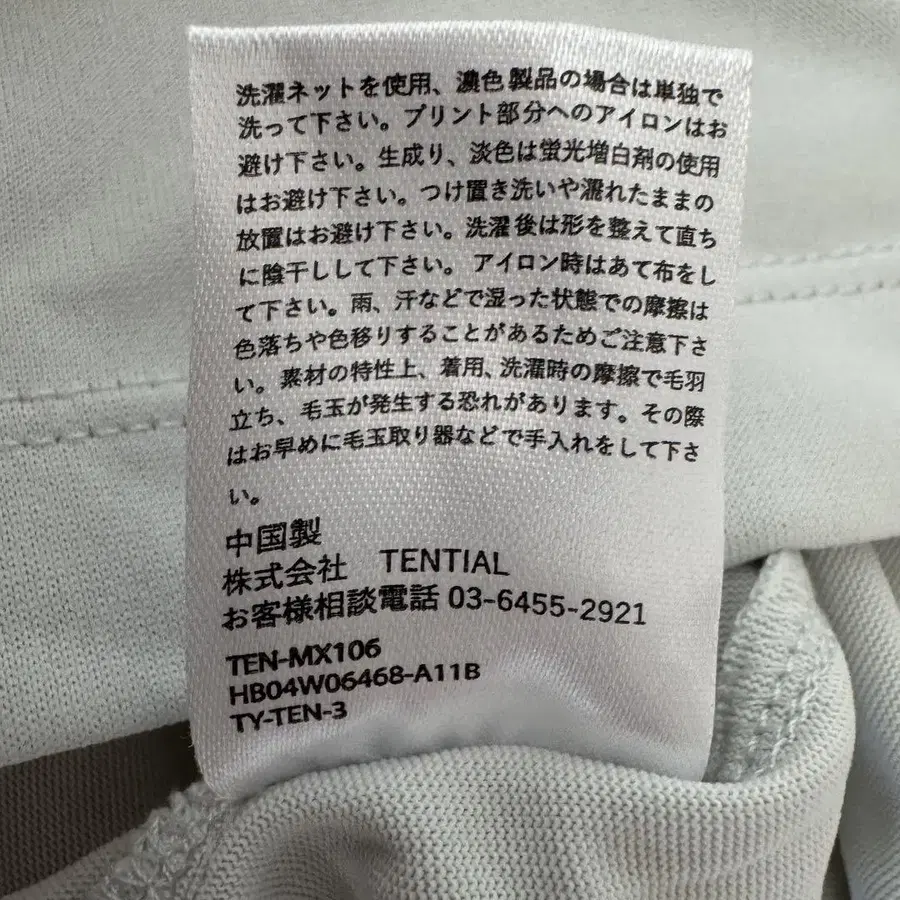 洗濯ネットを使用、濃色製品の場合は単独で
洗って下さい。プリント部分へのアイロンはお
避け下さい。生成り、淡色は蛍光増白剤の使用
はお避け下さい。つけ置き洗いや濡れたままの
放置はお避け下さい。洗濯後は形を整えて直ち
に陰干しして下さい。アイロン時はあて布をし
て下さい。雨、汗などで湿った状態での摩擦は
色落ちや色移りすることがあるためご注意下さ
い。素材の特性上、着用、洗濯時の摩擦で毛羽
立ち、毛玉が発生する恐れがあります。その際
はお早めに毛玉取り器などで手入れをして下さ
い。
中国製
株式会社　TENTIAL
お客様相談電話 03-6455-2921
TEN-MX106
HB04W06468-A11B
TY-TEN-3